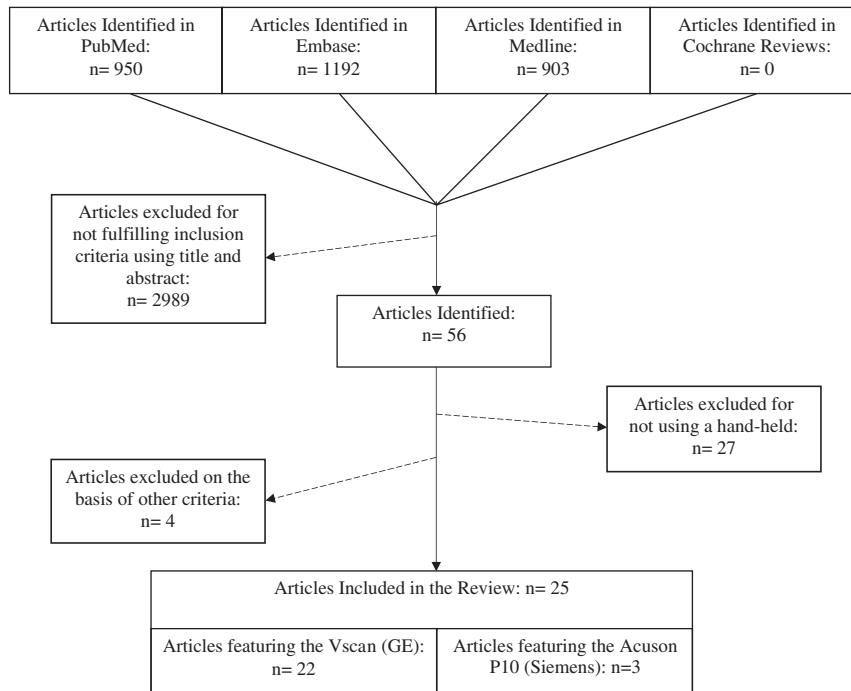 Articles Identified in
PubMed:
n= 950
Articles Identified in
Embase:
n= 1192
Articles Identified in
Medline:
n= 903
Articles Identified in
Cochrane Reviews:
n= 0
Articles excluded for
not fulfilling inclusion
criteria using title and
abstract:
n= 2989
Articles Identified:
n= 56
Articles excluded for
not using a hand-held:
n= 27
Articles excluded on the
basis of other criteria:
n= 4
Articles Included in the Review: n= 25
Articles featuring the Vscan (GE):
n= 22
Articles featuring the Acuson
P10 (Siemens): n=3